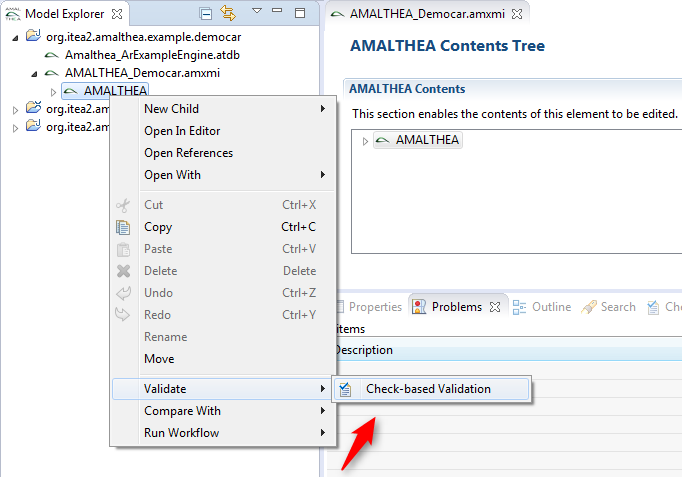 Model Explorer
org.itea2.amalthea.example.democar
Amalthea_ArExampleEngine.atdb
AMALTHEA_Democar.amxmi
AMALTHEA
org.itea2.am
org.itea2.am
New Child
Open In Editor
Open References
Open With
Cut Ctrl+X
Copy Ctrl+C
Paste Ctrl+V
Delete Delete
Undo Ctrl+Z
Redo Ctrl+Y
Rename
Move
Validate
Compare With
Run Workflow
Check-based Validation
AMALTHEA_Democar.amxmi
AMALTHEA Contents Tree
AMALTHEA Contents
This section enables the contents of this element to be edited.
AMALTHEA
Properties Problems Outline Search Che
items
Description